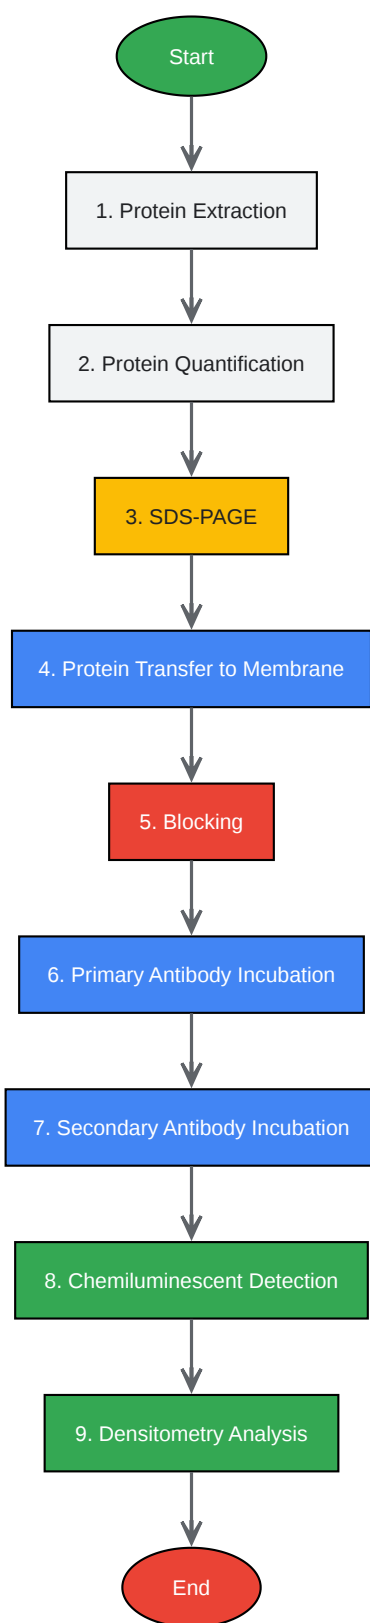 Start
1. Protein Extraction
2. Protein Quantification
3. SDS-PAGE
4. Protein Transfer to Membrane
5. Blocking
6. Primary Antibody Incubation
7. Secondary Antibody Incubation
8. Chemiluminescent Detection
9. Densitometry Analysis
End